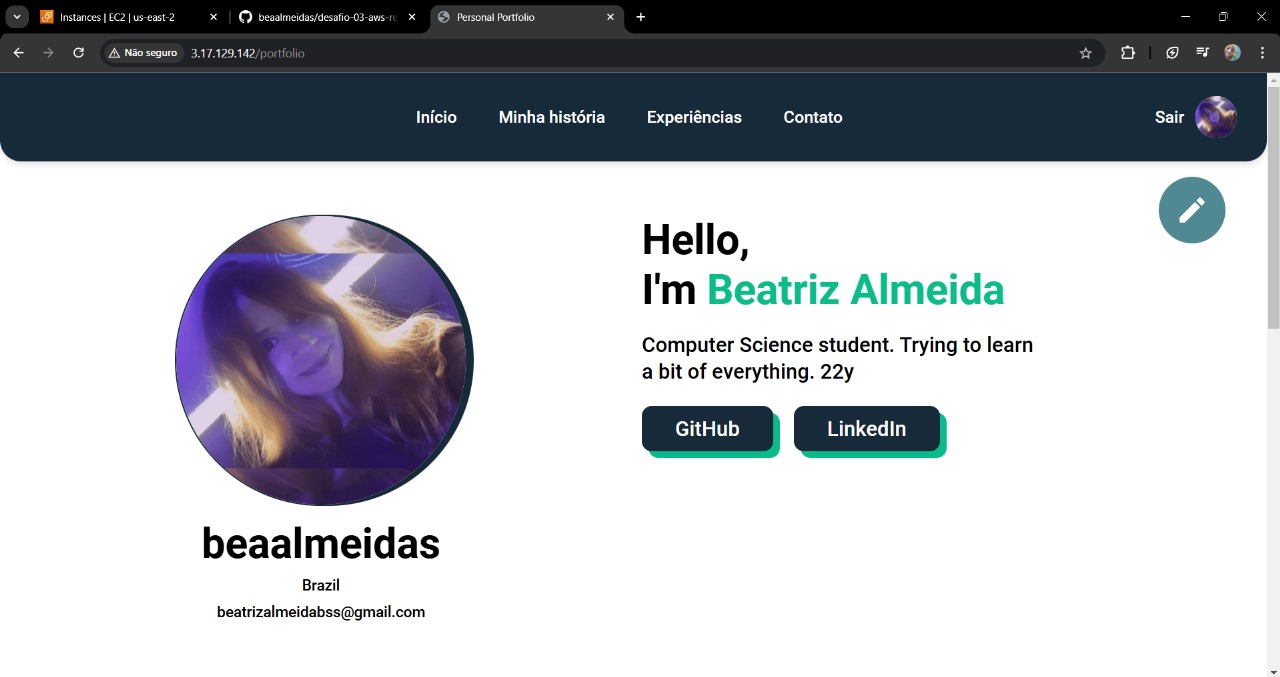 Instances | EC2 | us-east-2
beaalmeidas/desafio-03-aws-re
Personal Portfolio
Não seguro
3.17.129.142/portfolio
Início
Minha história
Experiências
Contato
Sair
Hello,
I'm Beatriz Almeida
Computer Science student. Trying to learn
a bit of everything. 22y
GitHub
LinkedIn
beaalmeidas
Brazil
beatrizalmeidabss@gmail.com